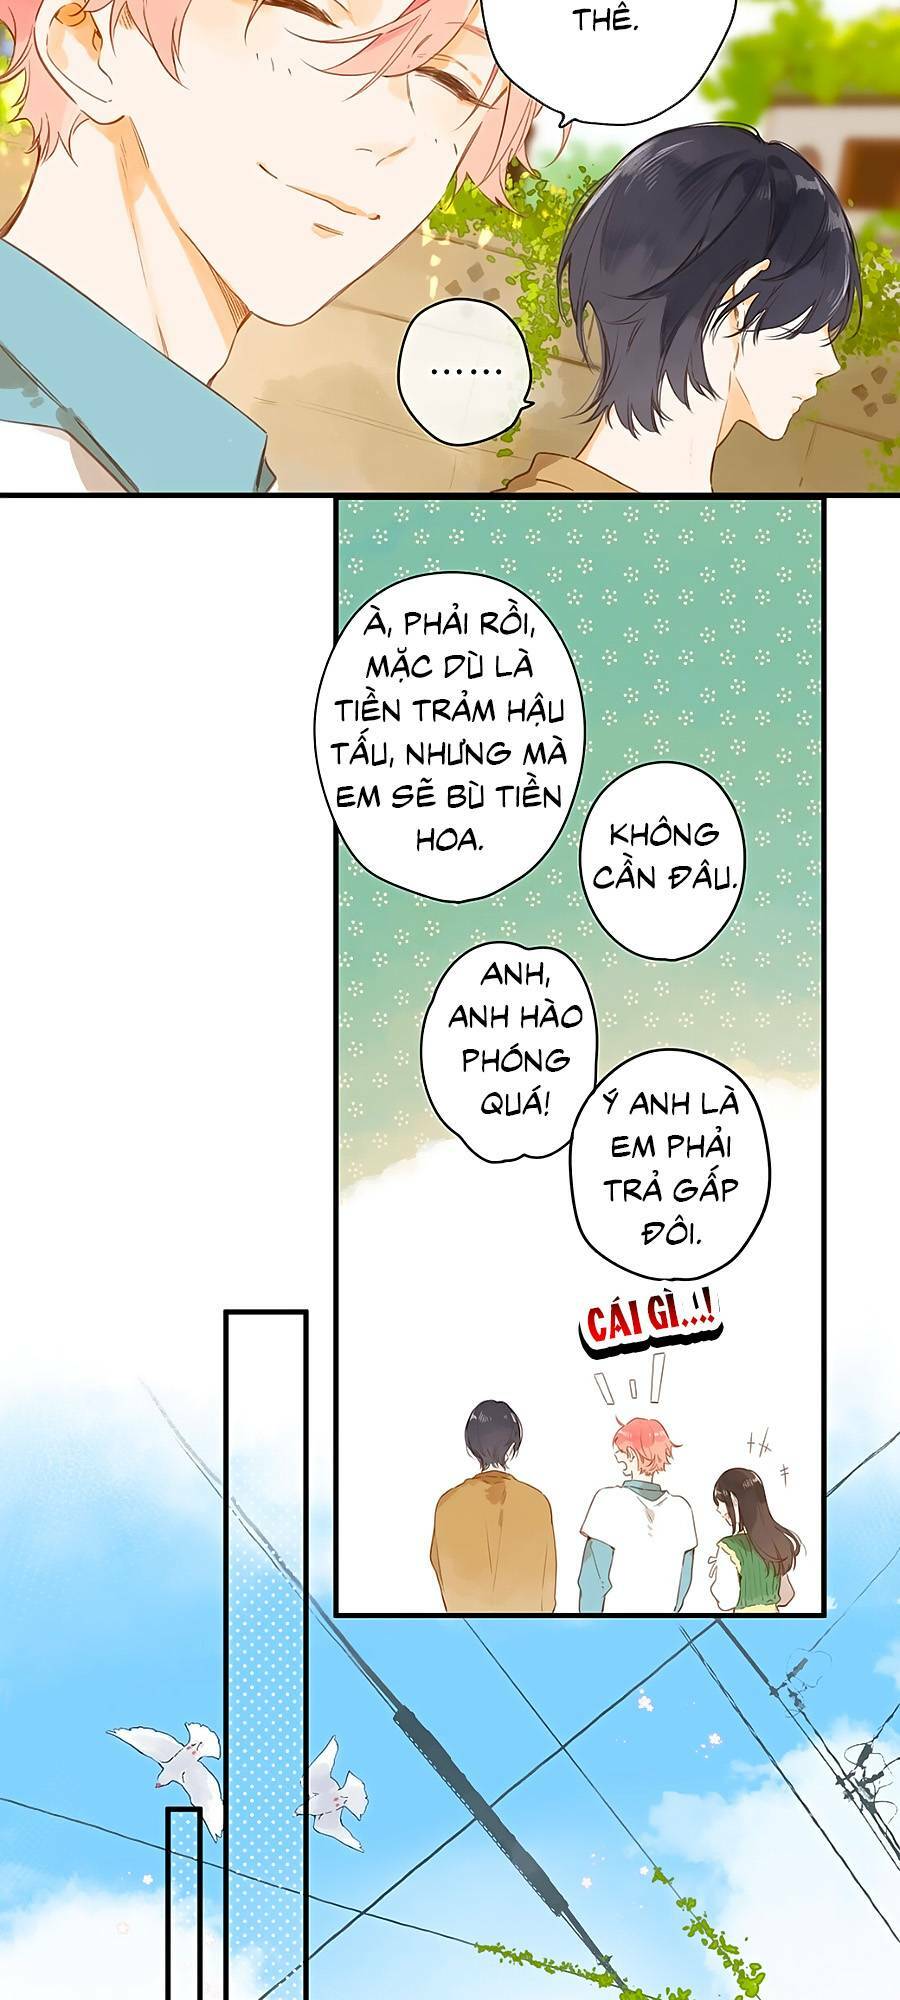 THẾ.
......
À, PHẢI RỒI,
MẶC DÙ LÀ
TIỀN TRẢM HẬU
TẤU, NHƯNG MÀ
EM SẼ BÙ TIỀN
HOA.
KHÔNG
CẦN ĐÂU.
ANH,
ANH HÀO
PHÓNG
QUÁ!
Ý ANH LÀ
EM PHẢI
TRẢ GẤP
ĐÔI.
CÁI GÌ...!!